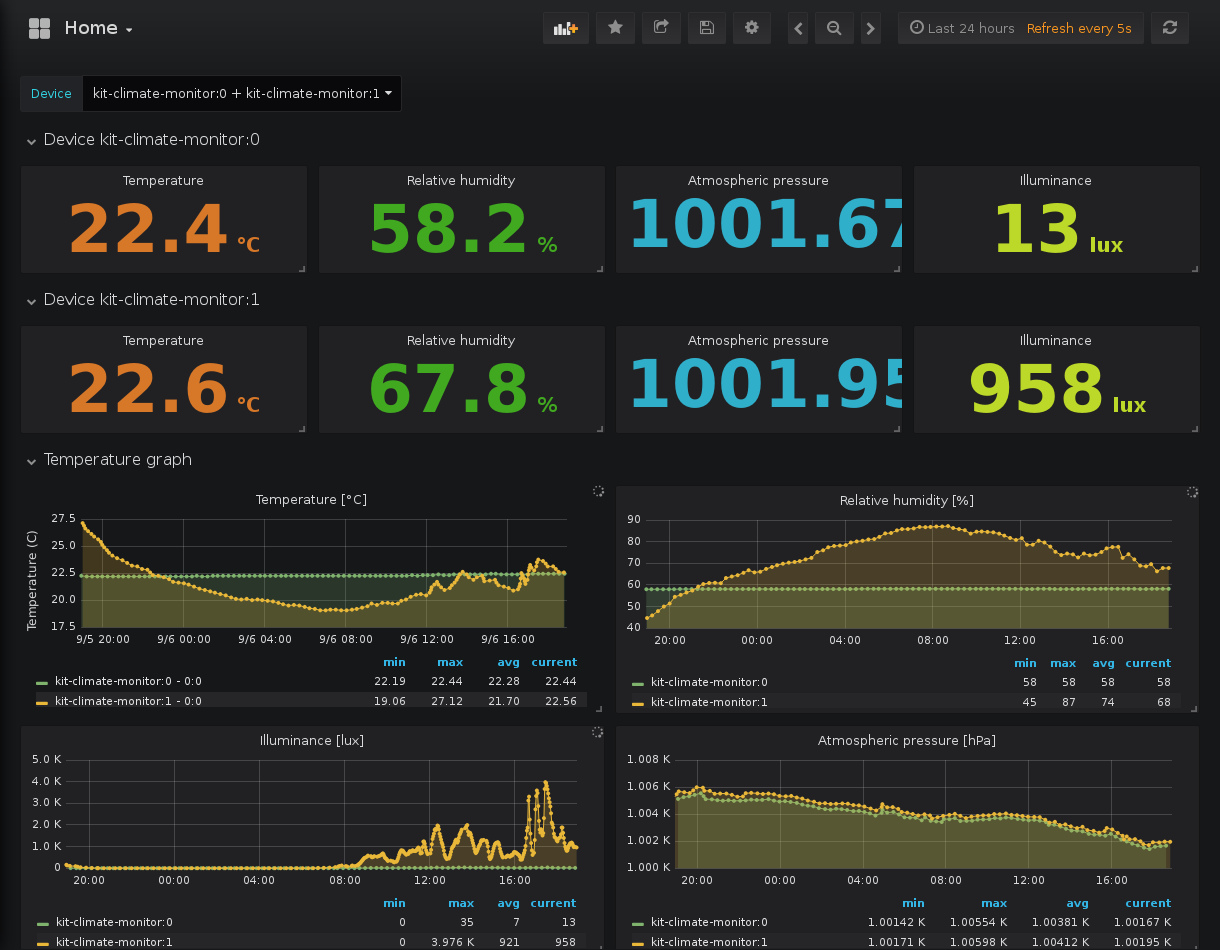 Home
Last 24 hours Refresh every 5s
Device kit-climate-monitor:0 + kit-climate-monitor:1
Device kit-climate-monitor:0
Temperature Relative humidity Atmospheric pressure Illuminance
22.4 °C 58.2 % 1001.67 13 lux
Device kit-climate-monitor:1
Temperature Relative humidity Atmospheric pressure Illuminance
22.6 °C 67.8 % 1001.95 958 lux
Temperature graph
Temperature [°C]
Temperature (C)
27.5
25.0
22.5
20.0
17.5
9/5 20:00 9/6 00:00 9/6 04:00 9/6 08:00 9/6 12:00 9/6 16:00
min max avg current
kit-climate-monitor:0 - 0:0 22.19 22.44 22.28 22.44
kit-climate-monitor:1 - 0:0 19.06 27.12 21.70 22.56
Relative humidity [%]
90
80
70
60
50
40
20:00 00:00 04:00 08:00 12:00 16:00
min max avg current
kit-climate-monitor:0 58 58 58 58
kit-climate-monitor:1 45 87 74 68
Illuminance [lux]
5.0 K
4.0 K
3.0 K
2.0 K
1.0 K
0
20:00 00:00 04:00 08:00 12:00 16:00
min max avg current
kit-climate-monitor:0 0 35 7 13
kit-climate-monitor:1 0 3.976 K 921 958
Atmospheric pressure [hPa]
1.008 K
1.006 K
1.004 K
1.002 K
1.000 K
20:00 00:00 04:00 08:00 12:00 16:00
min max avg current
kit-climate-monitor:0 1.00142 K 1.00554 K 1.00381 K 1.00167 K
kit-climate-monitor:1 1.00171 K 1.00598 K 1.00412 K 1.00195 K